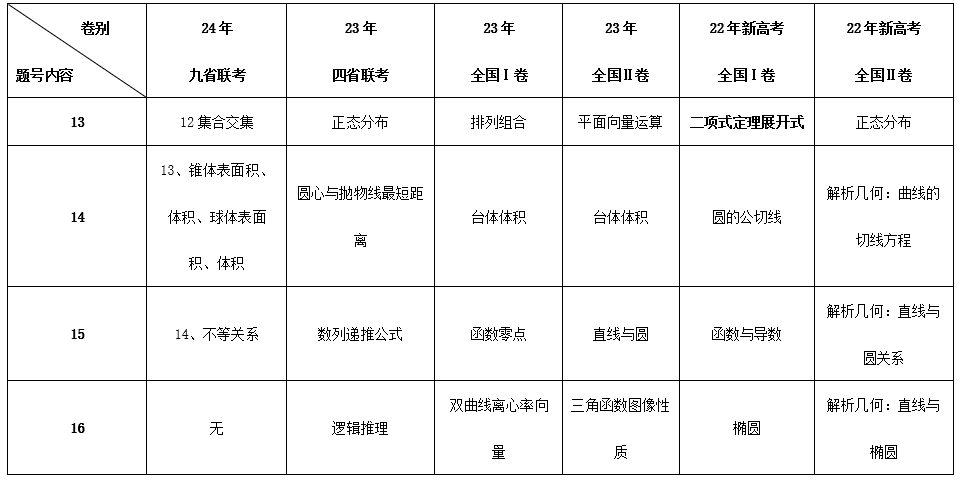 卷别
题号内容
24年
九省联考
23年
四省联考
23年
全国Ⅰ卷
23年
全国Ⅱ卷
22年新高考
全国Ⅰ卷
22年新高考
全国Ⅱ卷
13
12集合交集
正态分布
排列组合
平面向量运算
二项式定理展开式
正态分布
14
13、锥体表面积、
体积、球体表面
积、体积
圆心与抛物线最短距
离
台体体积
台体体积
圆的公切线
解析几何：曲线的
切线方程
15
14、不等关系
数列递推公式
函数零点
直线与圆
函数与导数
解析几何：直线与
圆关系
16
无
逻辑推理
双曲线离心率向
量
三角函数图像性
质
椭圆
解析几何：直线与
椭圆